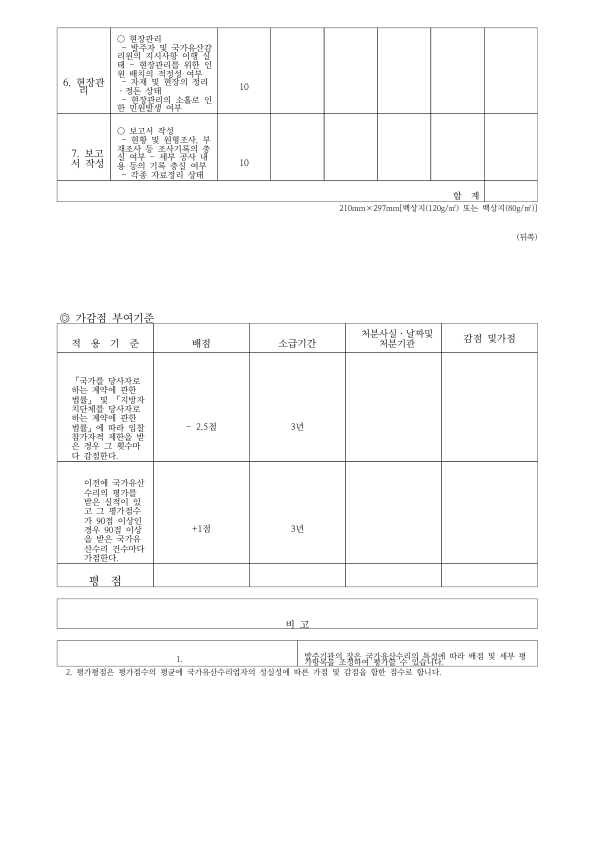 ○ 현장관리
- 발주자 및 국가유산감
리원의 지시사항 이행 실
태 - 현장관리를 위한 인
원 배치의 적정성 여부
- 자재 및 현장의 정리
·정돈 상태
- 현장관리의 소홀로 인
한 민원발생 여부
6. 현장관
리
10
○ 보고서 작성
- 현황 및 원형조사, 부
재조사 등 조사기록의 충
실 여부 - 세부 공사 내
용 등의 기록 충실 여부
- 각종 자료정리 상태
7. 보고
서 작성
10
합 계
210mm×297mm[백상지(120g/㎡) 또는 백상지(80g/㎡)]
(뒤쪽)
◎ 가감점 부여기준
적 용 기 준
배점
소급기간
처분사실ㆍ날짜및
처분기관
감점 및가점
「국가를 당사자로
하는 계약에 관한
법률」 및 「지방자
치단체를 당사자로
하는 계약에 관한
법률」에 따라 입찰
참가자격 제한을 받
은 경우 그 횟수마
다 감점한다.
- 2.5점
3년
이전에 국가유산
수리의 평가를
받은 실적이 있
고 그 평가점수
가 90점 이상인
경우 90점 이상
을 받은 국가유
산수리 건수마다
가점한다.
+1점
3년
평 점
비 고
1.
발주기관의 장은 국가유산수리의 특성에 따라 배점 및 세부 평
가항목을 조정하여 평가할 수 있습니다.
2. 평가평점은 평가점수의 평균에 국가유산수리업자의 성실성에 따른 가점 및 감점을 합한 점수로 합니다.